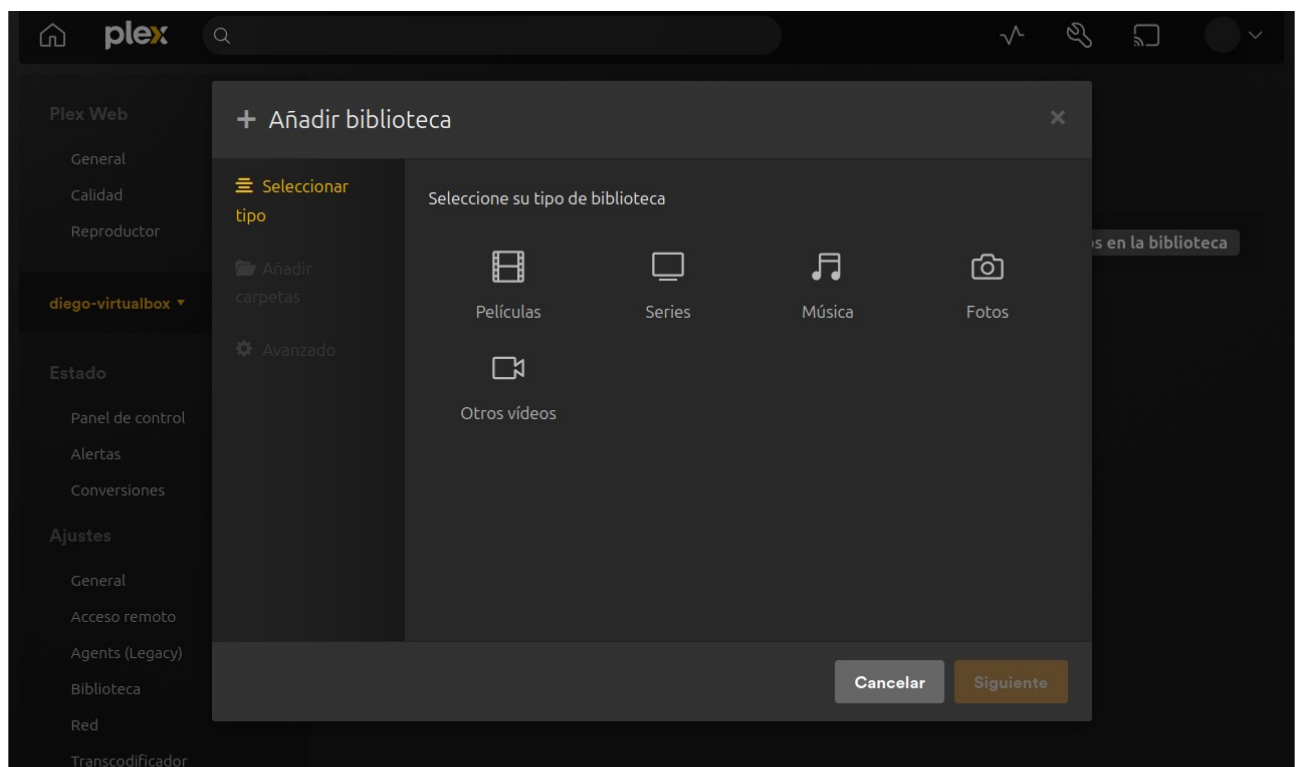 plex
Plex Web
General
Calidad
Reproductor
diego-virtualbox
Estado
Panel de control
Alertas
Conversiones
Ajustes
General
Acceso remoto
Agents (Legacy)
Biblioteca
Red
Transcodificador
+ Añadir biblioteca
Seleccionar
tipo
Añadir
carpetas
Avanzado
Seleccione su tipo de biblioteca
Películas
Series
Música
Fotos
Otros vídeos
Cancelar
Siguiente
en la biblioteca